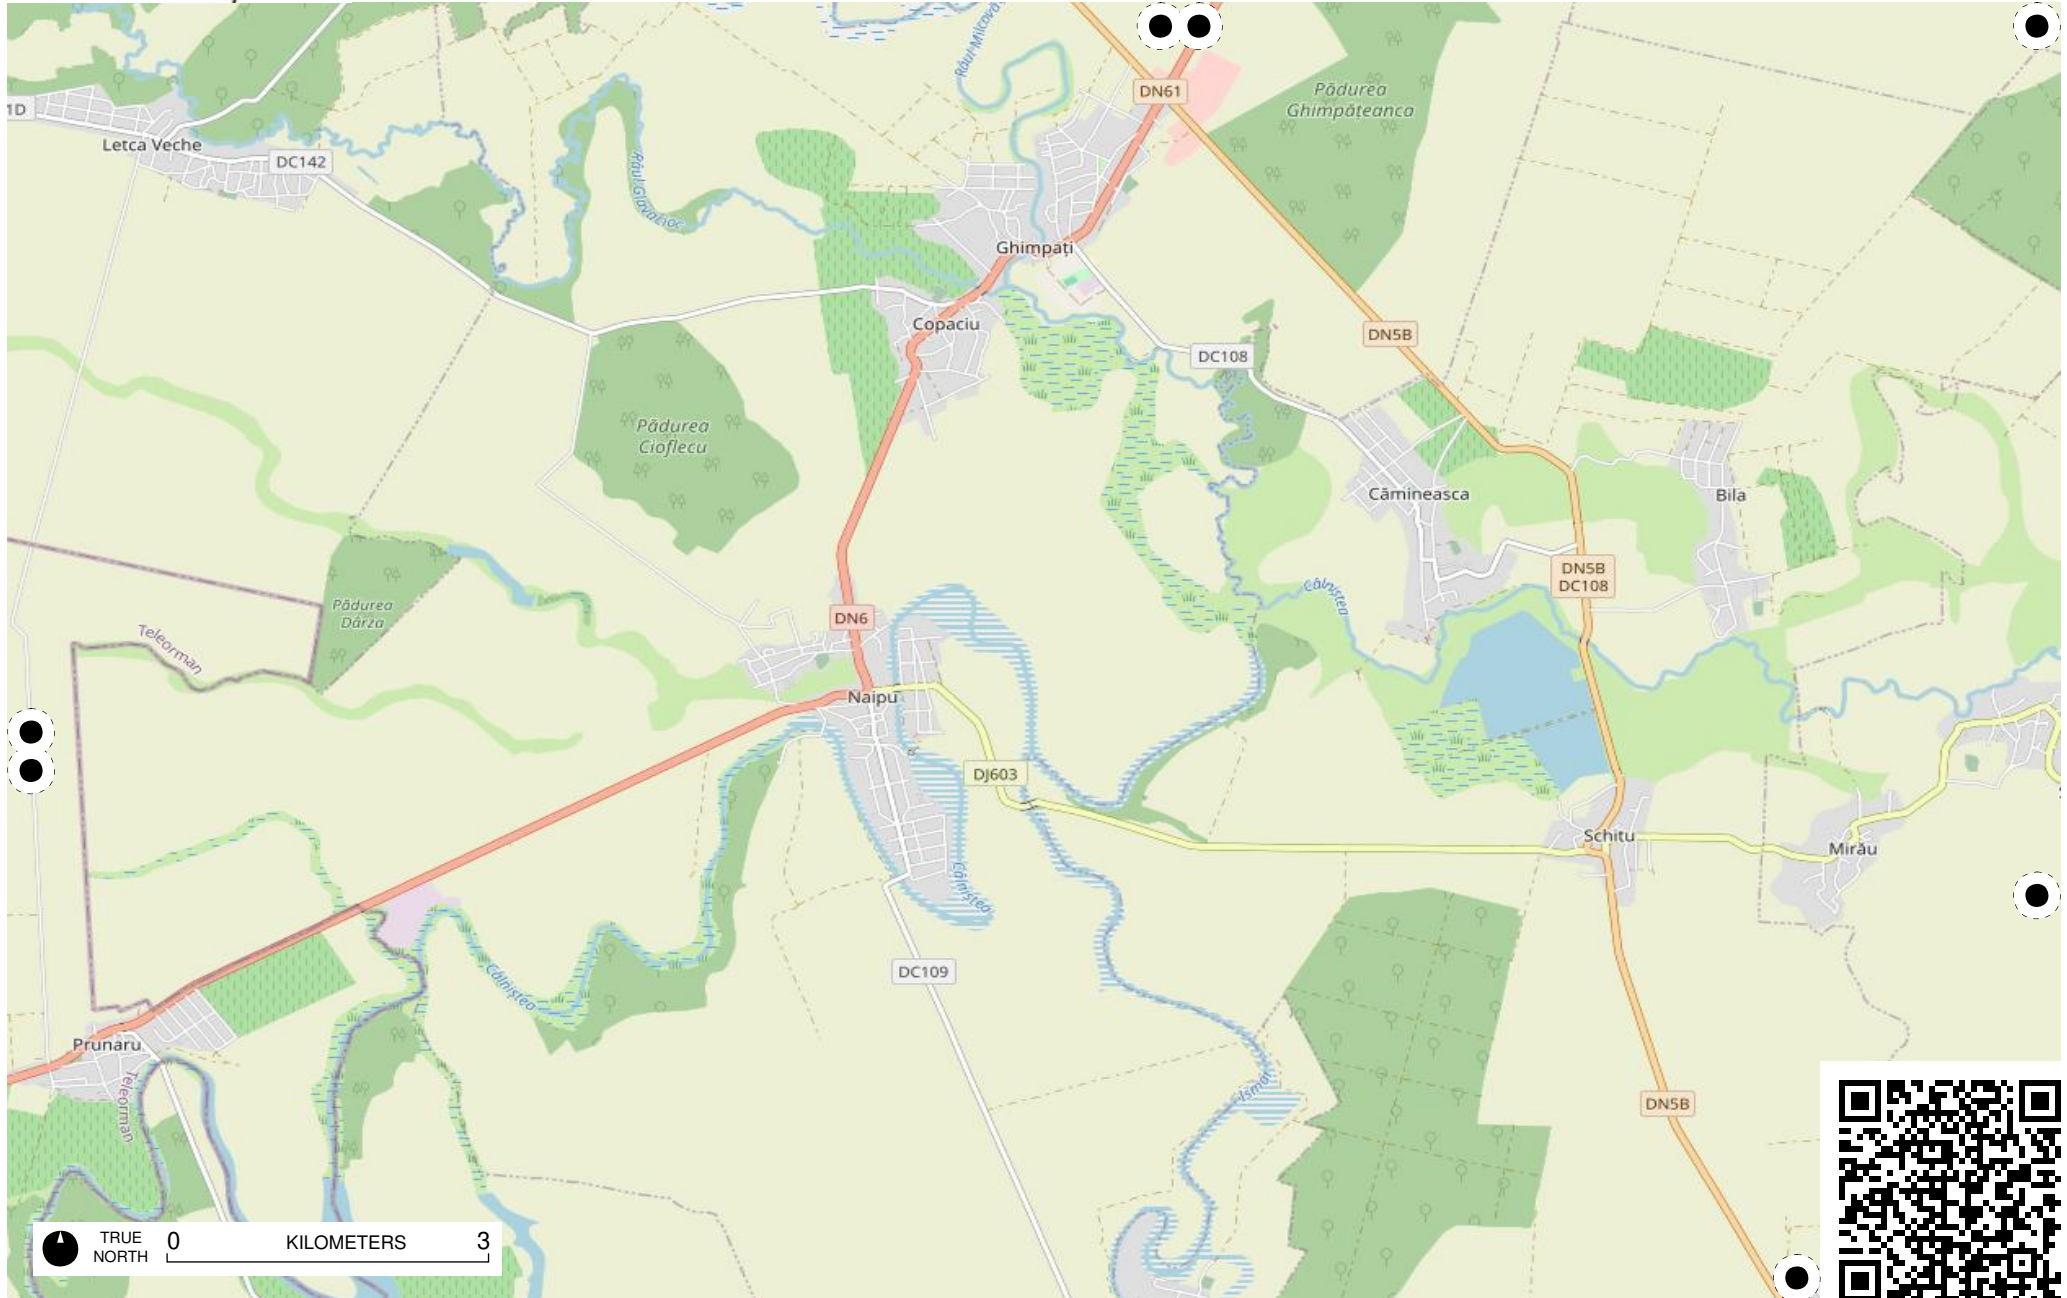 Râul Milcovă
DN61
Pădurea
Ghimpățeanca
1D
Letca Veche
DC142
Râul Glavacioc
Ghimpați
Copaciu
DN5B
DC108
Pădurea
Cioflecu
Cămineasca
Bila
DN5B
DC108
Câlniștea
Pădurea
Dârza
DN6
Teleorman
Naipu
DJ603
Schitu
Mirău
Câlniștea
DC109
Câlniștea
Prunaru
Teleorman
Ismar
DN5B
TRUE
NORTH
0 KILOMETERS 3